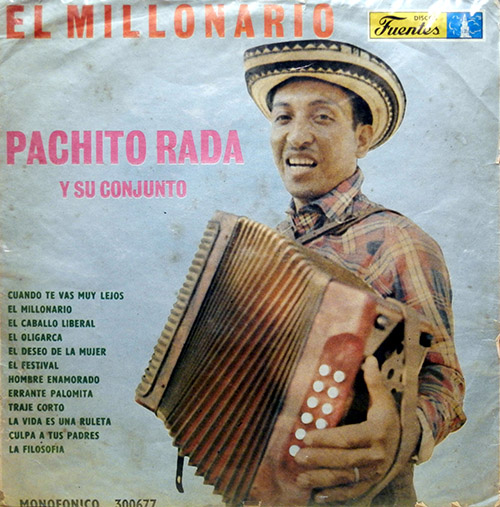 EL MILLONARIO
DISCOS
Fuentes
PACHITO RADA
Y SU CONJUNTO
CUANDO TE VAS MUY LEJOS
EL MILLONARIO
EL CABALLO LIBERAL
EL OLIGARCA
EL DESEO DE LA MUJER
EL FESTIVAL
HOMBRE ENAMORADO
ERRANTE PALOMITA
TRAJE CORTO
LA VIDA ES UNA RULETA
CULPA A TUS PADRES
LA FILOSOFIA
MONOFONICO 300677